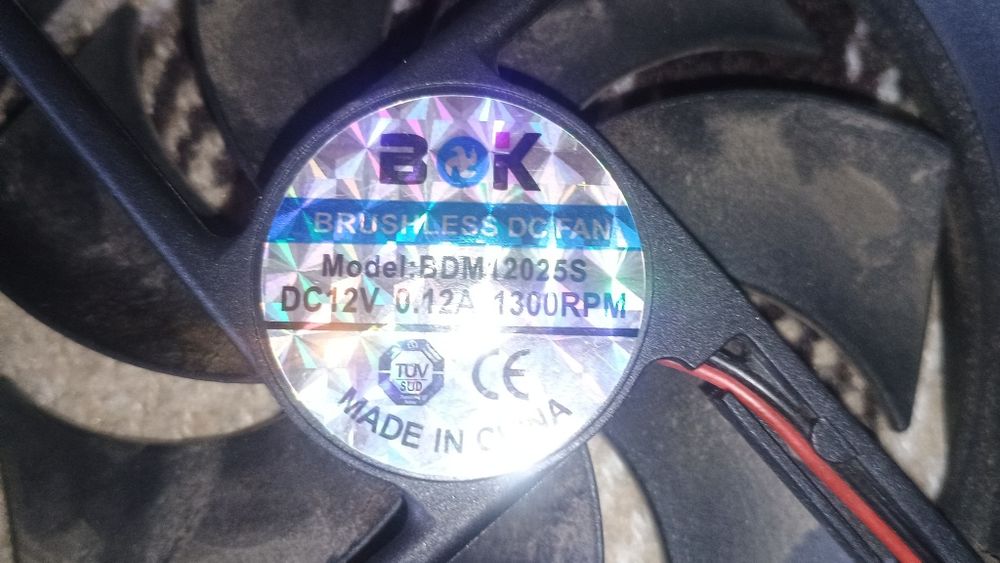 BOK
BRUSHLESS DC FAN
Model:BDM12025S
DC12V 0.12A 1300RPM
TÜV
SÜD
CE
MADE IN CHINA